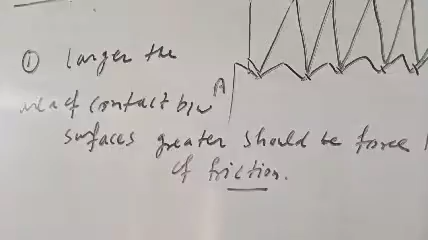 ① larger the
area of contact b/w
A
surfaces greater should be force
of friction.